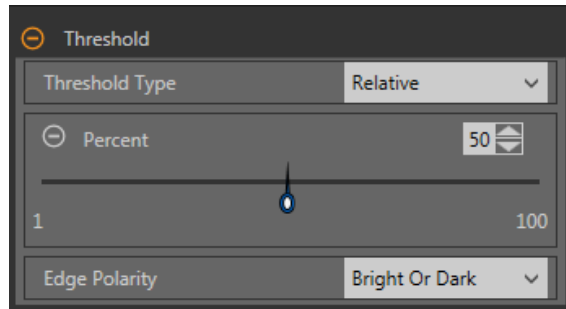 Threshold
Threshold Type Relative
Percent 50
1 100
Edge Polarity Bright Or Dark